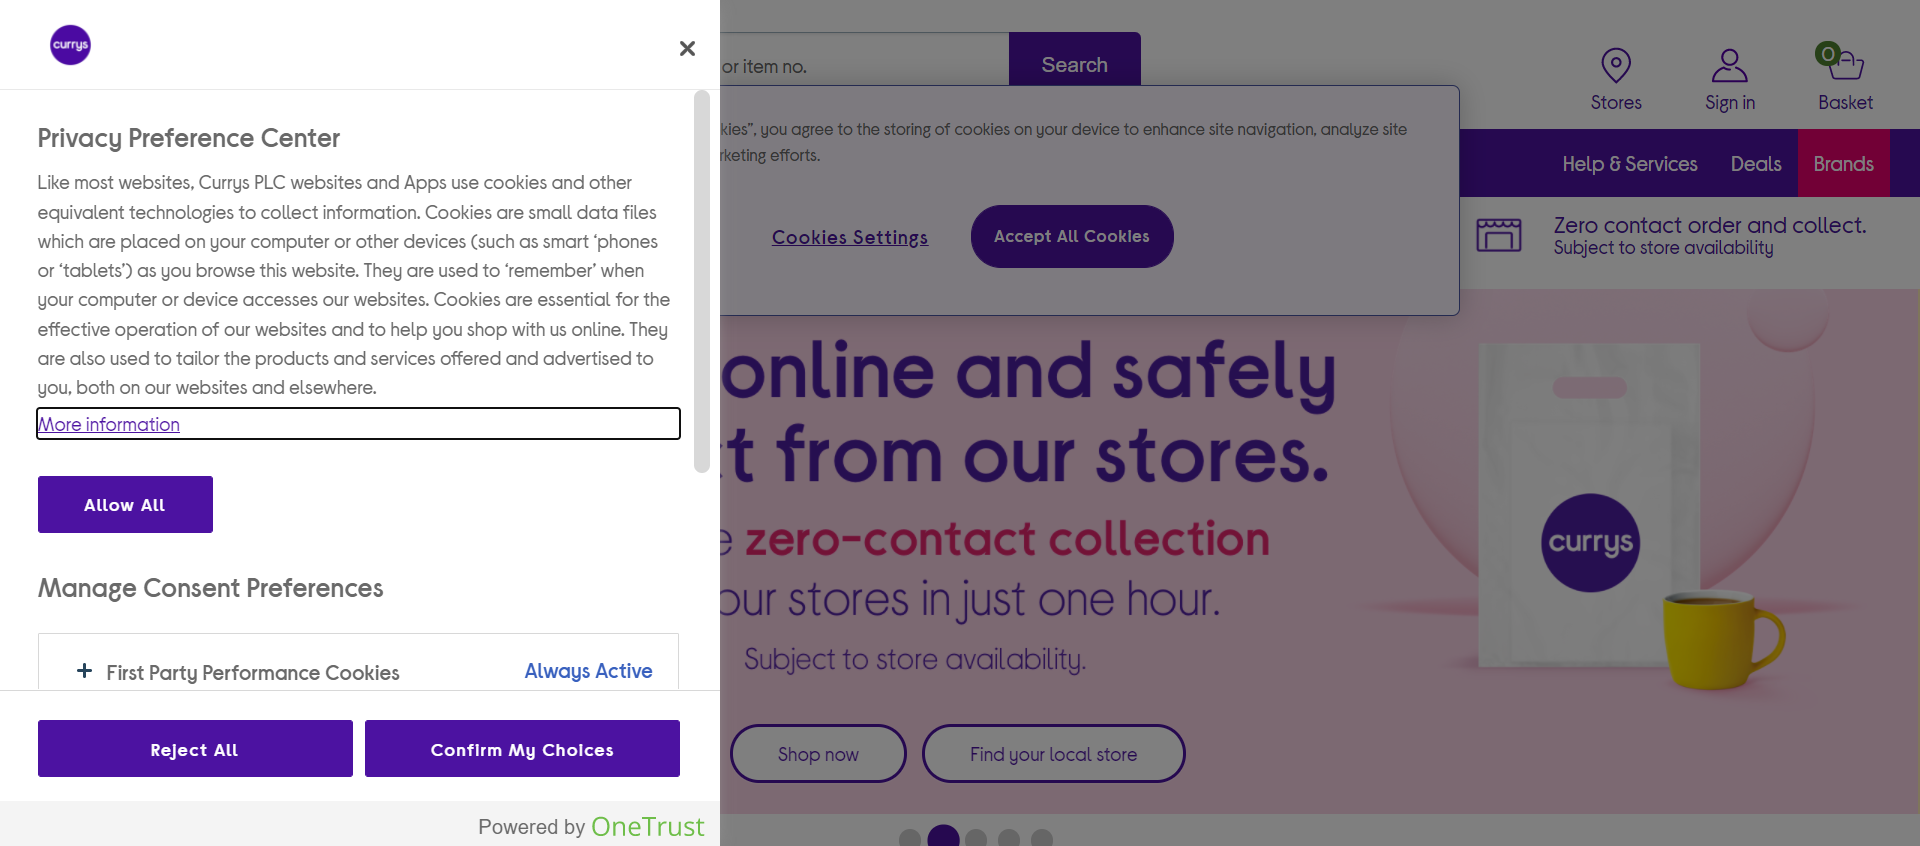 currys
Privacy Preference Center
Like most websites, Currys PLC websites and Apps use cookies and other
equivalent technologies to collect information. Cookies are small data files
which are placed on your computer or other devices (such as smart ‘phones
or ‘tablets’) as you browse this website. They are used to ‘remember’ when
your computer or device accesses our websites. Cookies are essential for the
effective operation of our websites and to help you shop with us online. They
are also used to tailor the products and services offered and advertised to
you, both on our websites and elsewhere.
More information
Allow All
Manage Consent Preferences
First Party Performance Cookies
Always Active
Reject All
Confirm My Choices
Powered by OneTrust
or item no.
Search
Stores
Sign in
0
Basket
Help & Services
Deals
Brands
kies”, you agree to the storing of cookies on your device to enhance site navigation, analyze site
rketing efforts.
Cookies Settings
Accept All Cookies
Zero contact order and collect.
Subject to store availability
online and safely
t from our stores.
e zero-contact collection
our stores in just one hour.
Subject to store availability.
Shop now
Find your local store
currys